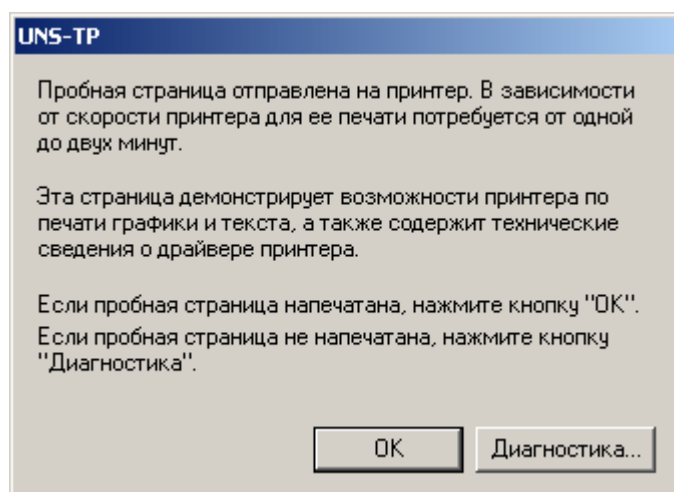 UNS-TP
Пробная страница отправлена на принтер. В зависимости
от скорости принтера для ее печати потребуется от одной
до двух минут.
Эта страница демонстрирует возможности принтера по
печати графики и текста, а также содержит технические
сведения о драйвере принтера.
Если пробная страница напечатана, нажмите кнопку "ОК".
Если пробная страница не напечатана, нажмите кнопку
"Диагностика".
ОК
Диагностика...